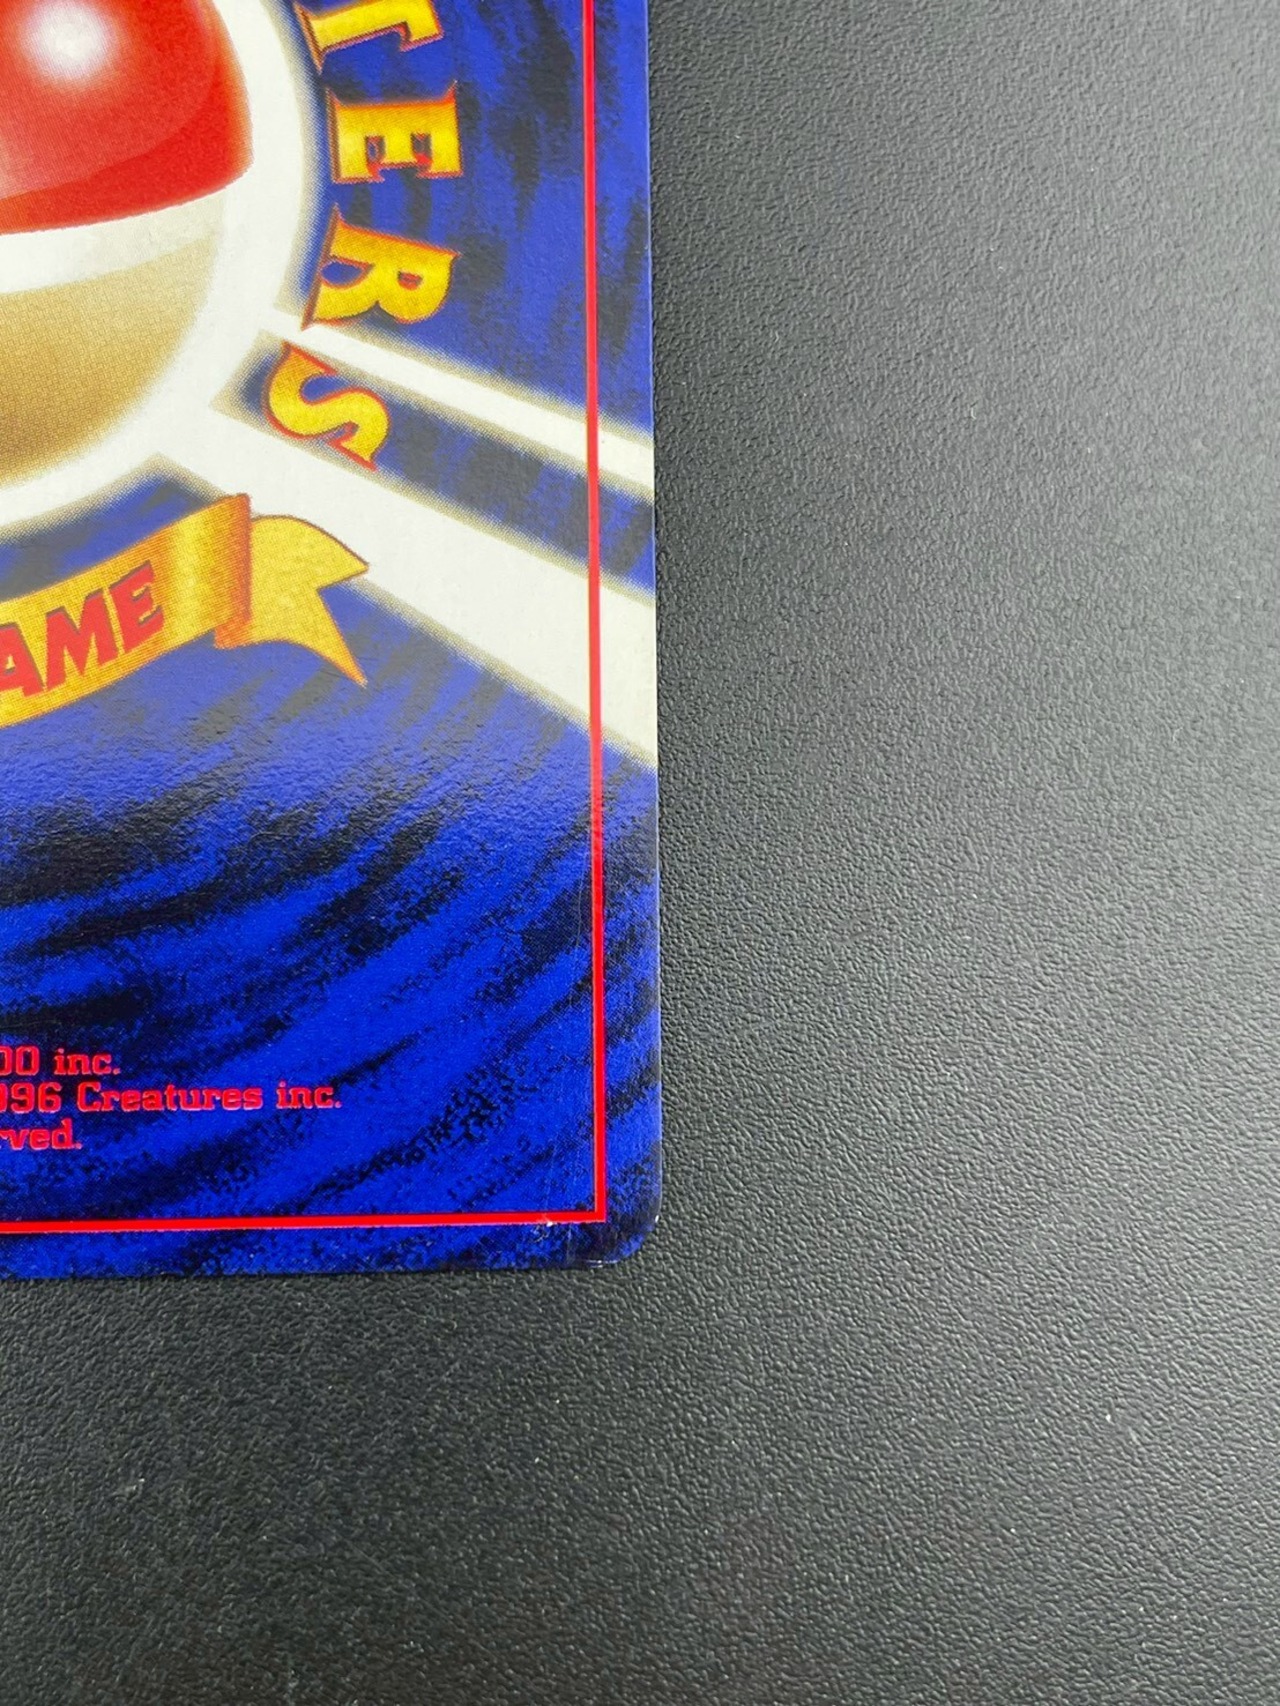 TERS
AME
00 inc.
996 Creatures inc.
rved.